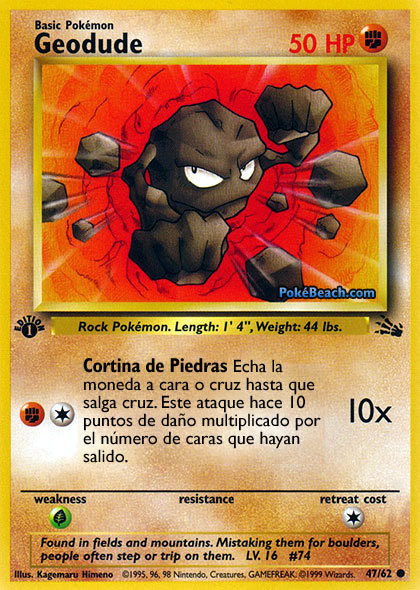 Basic Pokémon
Geodude 50 HP
PokéBeach.com
EDITION 1
Rock Pokémon. Length: 1' 4", Weight: 44 lbs.
Cortina de Piedras Echa la
moneda a cara o cruz hasta que
salga cruz. Este ataque hace 10
puntos de daño multiplicado por
el número de caras que hayan
salido.
10x
weakness resistance retreat cost
Found in fields and mountains. Mistaking them for boulders,
people often step or trip on them. LV. 16 #74
Illus. Kagemaru Himeno ©1995, 96, 98 Nintendo, Creatures, GAMEFREAK. ©1999 Wizards. 47/62